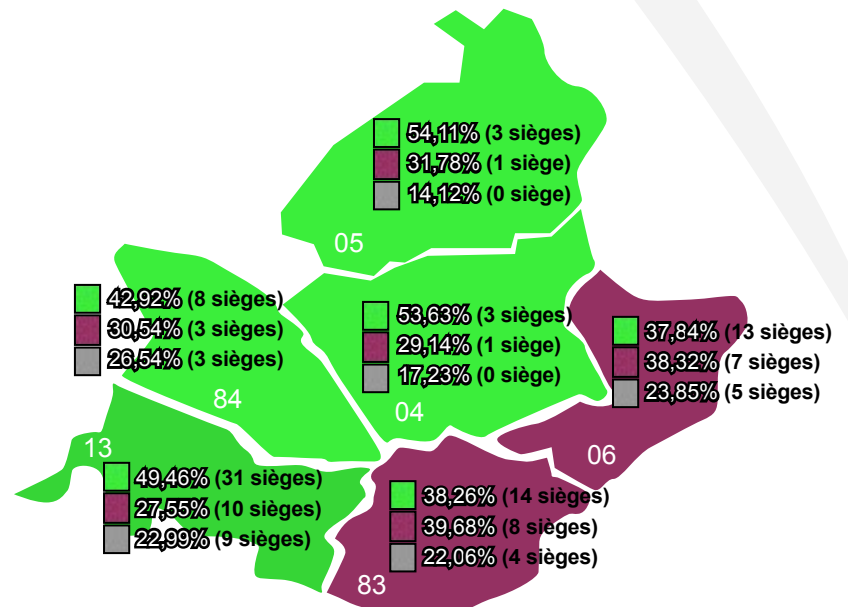 54,11% (3 sièges)
31,78% (1 siège)
14,12% (0 siège)
05
42,92% (8 sièges)
30,54% (3 sièges)
26,54% (3 sièges)
84
53,63% (3 sièges)
29,14% (1 siège)
17,23% (0 siège)
04
37,84% (13 sièges)
38,32% (7 sièges)
23,85% (5 sièges)
06
13
49,46% (31 sièges)
27,55% (10 sièges)
22,99% (9 sièges)
38,26% (14 sièges)
39,68% (8 sièges)
22,06% (4 sièges)
83